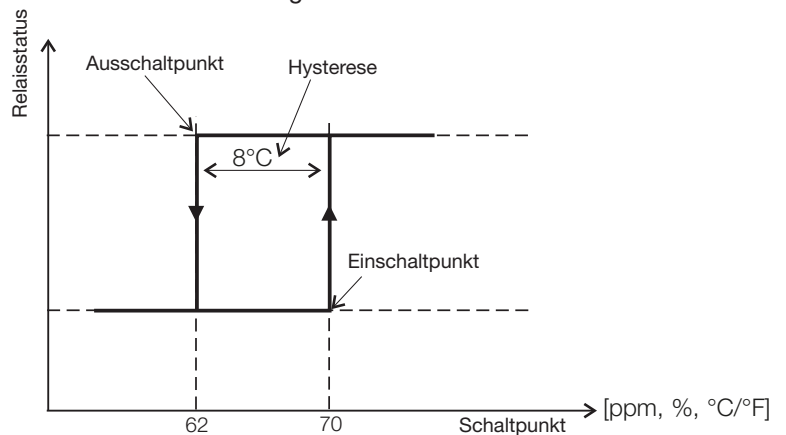 Relaisstatus
Ausschaltpunkt
Hysterese
8°C
Einschaltpunkt
62
70
Schaltpunkt
[ppm, %, °C/°F]